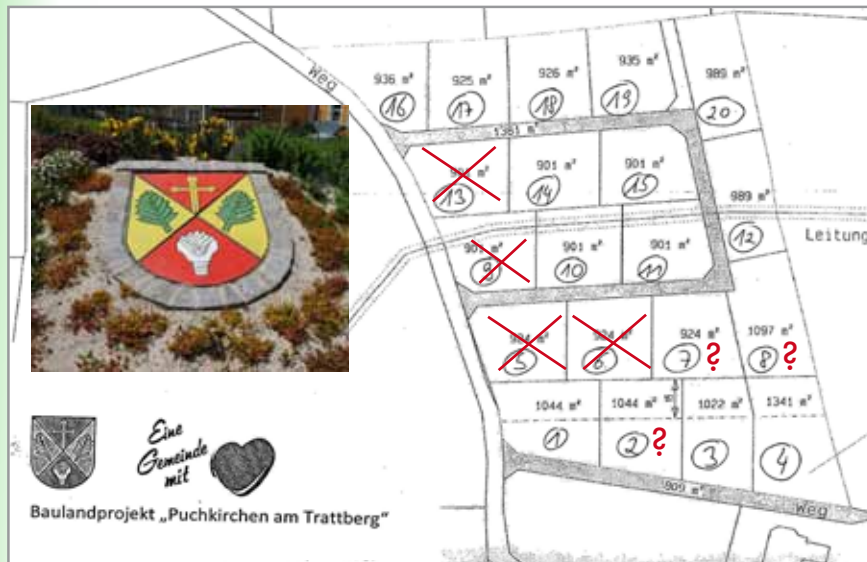 Weg
936 m²
925 m²
926 m²
935 m²
989 m²
16
17
18
19
20
1381 m²
901 m²
901 m²
13
14
15
989 m²
12
Leitung
901 m²
901 m²
901 m²
9
10
11
924 m²
1097 m²
5
6
7 ?
8 ?
1044 m²
1044 m²
1022 m²
1341 m²
1
2 ?
3
4
909 m²
Weg
Eine
Gemeinde
mit
Baulandprojekt „Puchkirchen am Trattberg"